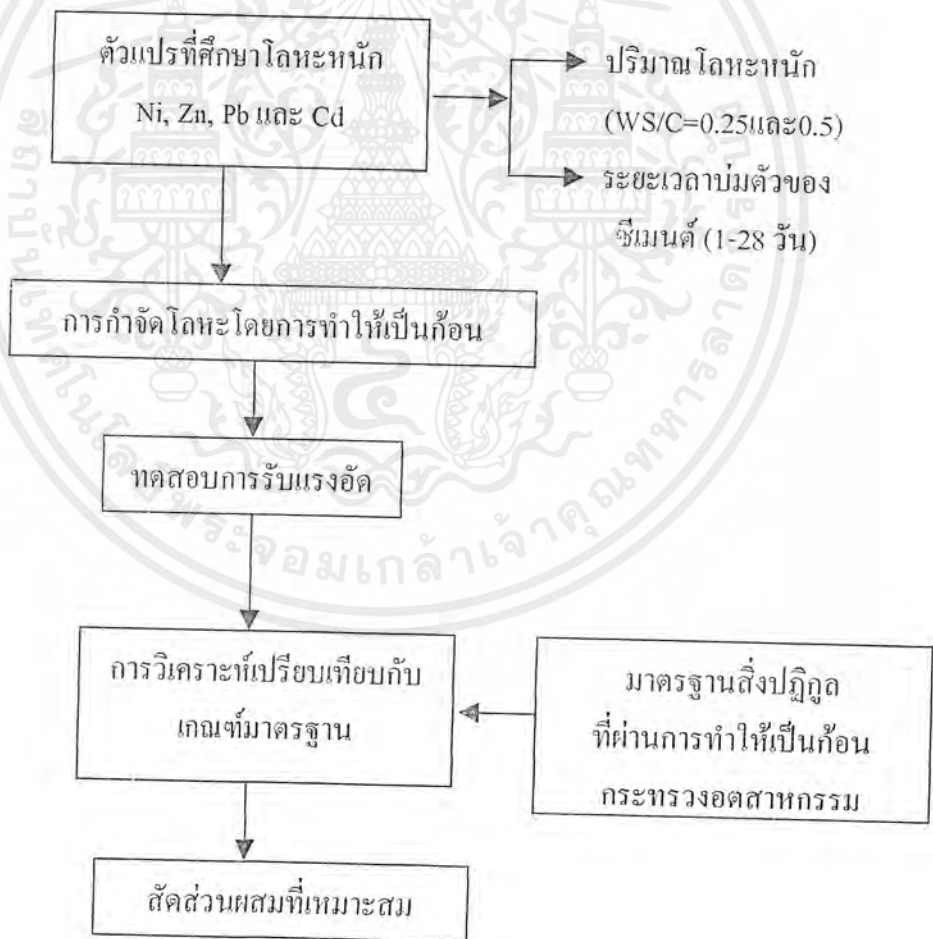 ตัวแปรที่ศึกษาโลหะหนัก
Ni, Zn, Pb และ Cd
ปริมาณโลหะหนัก
(WS/C=0.25และ0.5)
ระยะเวลาบ่มตัวของ
ซีเมนต์ (1-28 วัน)
การกำจัดโลหะโดยการทำให้เป็นก้อน
ทดสอบการรับแรงอัด
การวิเคราะห์เปรียบเทียบกับ
เกณฑ์มาตรฐาน
มาตรฐานสิ่งปฏิกูล
ที่ผ่านการทำให้เป็นก้อน
กระทรวงอตสาหกรรม
สัดส่วนผสมที่เหมาะสม